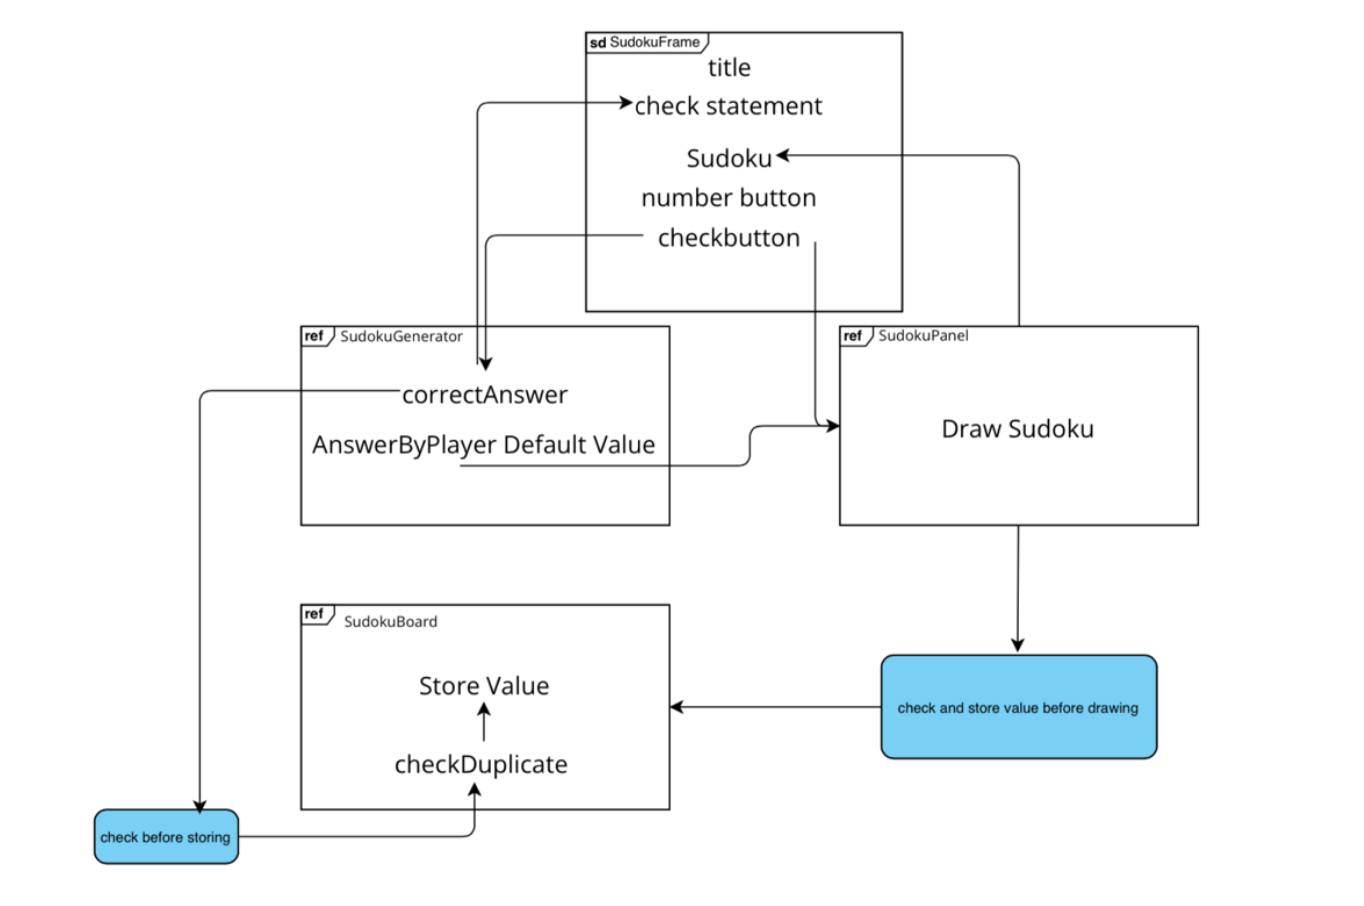 sd SudokuFrame
title
check statement
Sudoku
number button
checkbutton
ref SudokuGenerator
correctAnswer
AnswerByPlayer Default Value
ref SudokuPanel
Draw Sudoku
ref SudokuBoard
Store Value
checkDuplicate
check and store value before drawing
check before storing